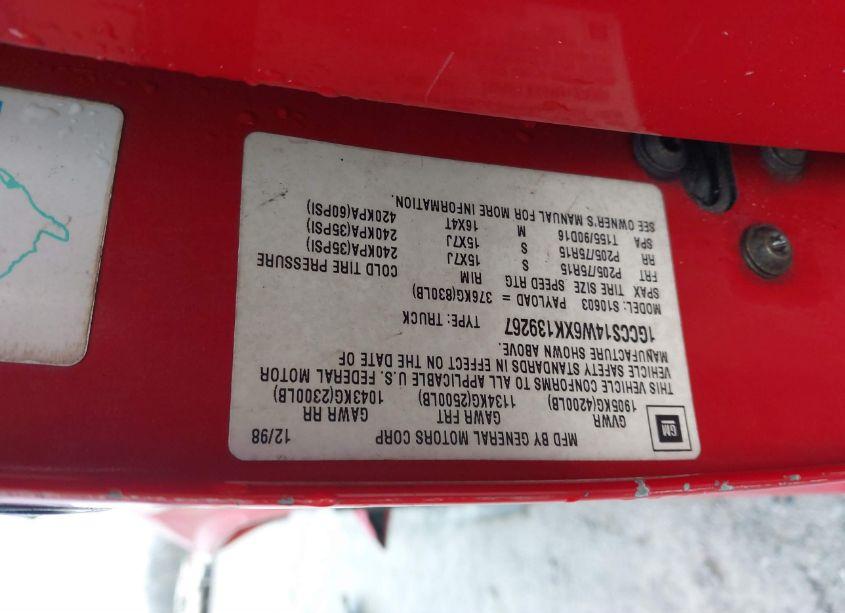 MFD BY GENERAL MOTORS CORP 12/98
GM
GVWR GAWR FRT GAWR RR
1905KG(4200LB) 1134KG(2500LB) 1043KG(2300LB)
THIS VEHICLE CONFORMS TO ALL APPLICABLE U.S. FEDERAL MOTOR
VEHICLE SAFETY STANDARDS IN EFFECT ON THE DATE OF
MANUFACTURE SHOWN ABOVE.
1GCCS14W6XK139267 TYPE: TRUCK
MODEL: S10603 PAYLOAD = 376KG(830LB)
SPAX TIRE SIZE SPEED RTG RIM COLD TIRE PRESSURE
FRT P205/75R15 S 15X7J 240KPA(35PSI)
RR P205/75R15 S 15X7J 240KPA(35PSI)
SPA T155/90D16 M 16X4T 420KPA(60PSI)
SEE OWNER'S MANUAL FOR MORE INFORMATION.